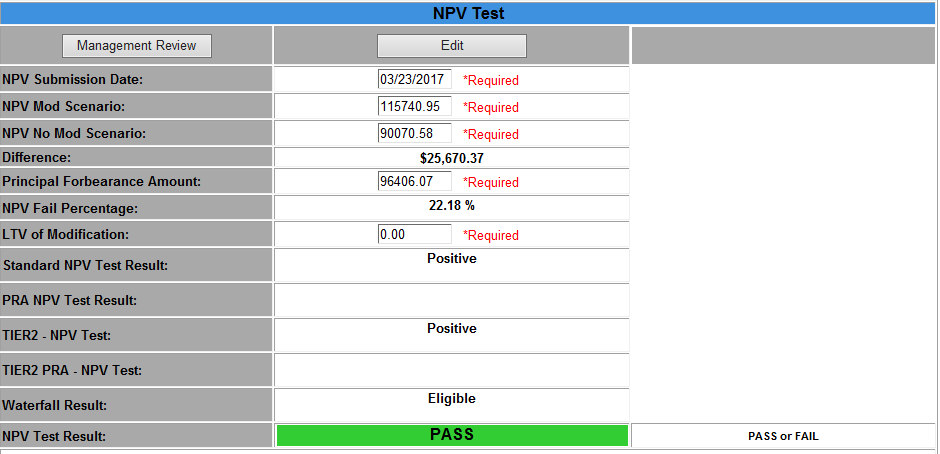 NPV Test
Management Review Edit
NPV Submission Date: 03/23/2017 *Required
NPV Mod Scenario: 115740.95 *Required
NPV No Mod Scenario: 90070.58 *Required
Difference: $25,670.37
Principal Forbearance Amount: 96406.07 *Required
NPV Fail Percentage: 22.18 %
LTV of Modification: 0.00 *Required
Standard NPV Test Result: Positive
PRA NPV Test Result:
TIER2 - NPV Test: Positive
TIER2 PRA - NPV Test:
Waterfall Result: Eligible
NPV Test Result: PASS PASS or FAIL